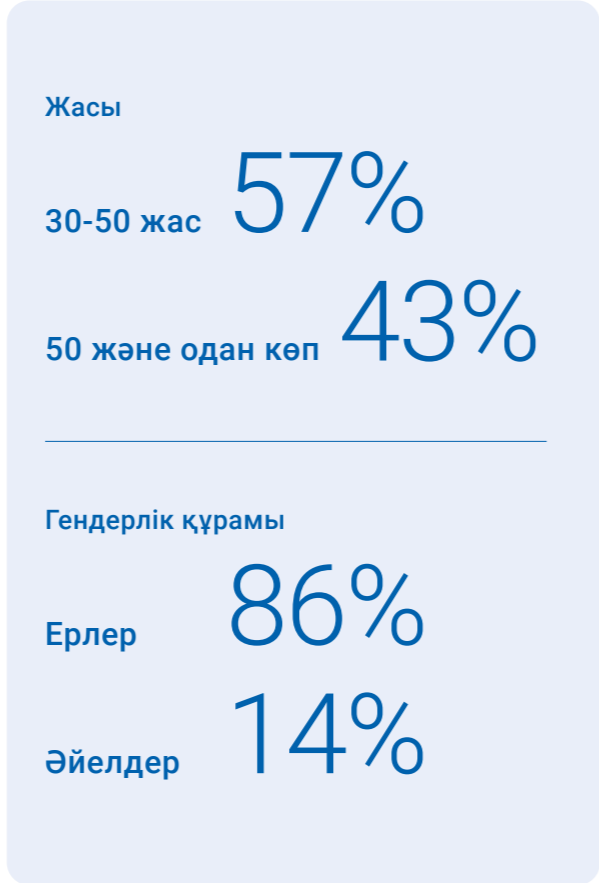 Жасы
30-50 жас 57%
50 және одан көп 43%
Гендерлік құрамы
Ерлер 86%
Әйелдер 14%